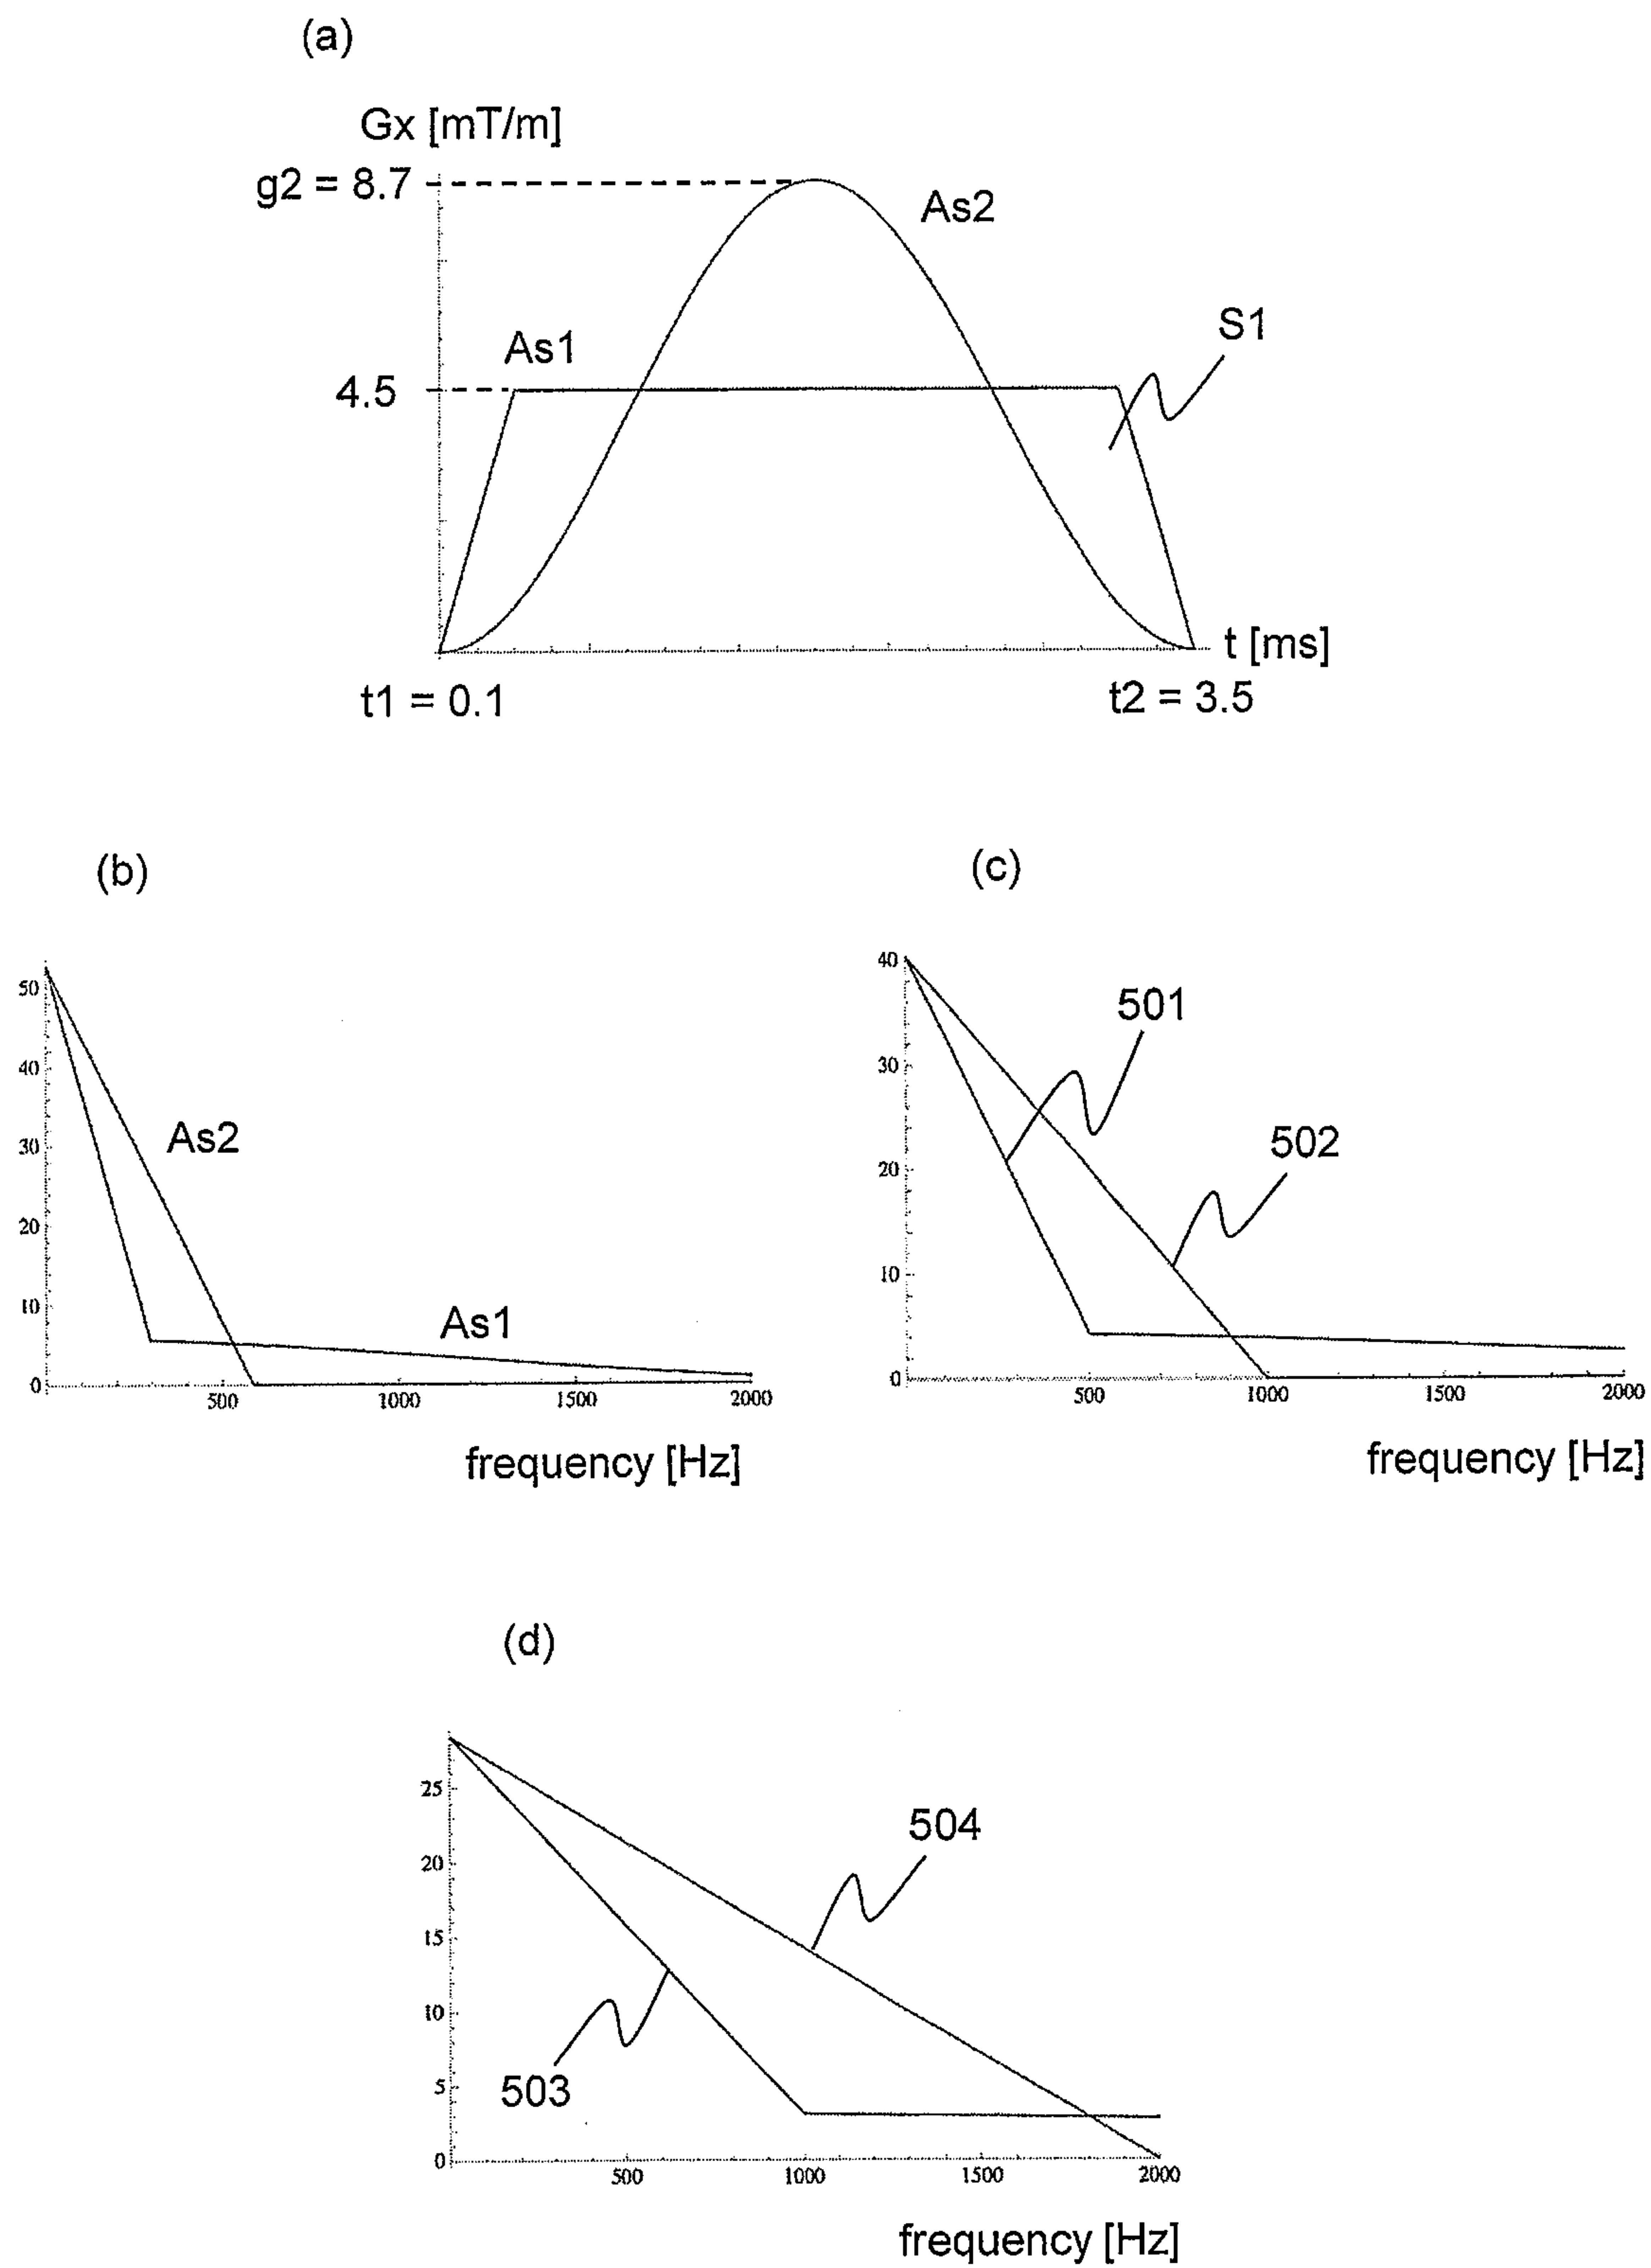 (a)
Gx [mT/m]
g2 = 8.7
As2
S1
As1
4.5
t [ms]
t1 = 0.1
t2 = 3.5
(b)
(c)
50
40
30
20
10
0
As2
As1
500
1000
1500
2000
frequency [Hz]
40
30
20
10
0
501
502
500
1000
1500
2000
frequency [Hz]
(d)
25
20
15
10
5
0
504
503
500
1000
1500
2000
frequency [Hz]